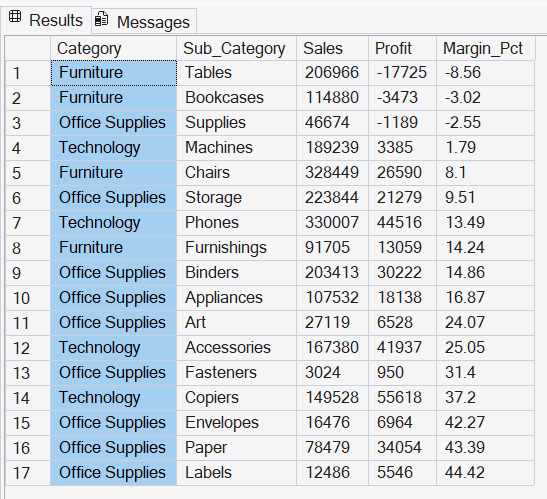 Results Messages
Category Sub_Category Sales Profit Margin_Pct
1 Furniture Tables 206966 -17725 -8.56
2 Furniture Bookcases 114880 -3473 -3.02
3 Office Supplies Supplies 46674 -1189 -2.55
4 Technology Machines 189239 3385 1.79
5 Furniture Chairs 328449 26590 8.1
6 Office Supplies Storage 223844 21279 9.51
7 Technology Phones 330007 44516 13.49
8 Furniture Furnishings 91705 13059 14.24
9 Office Supplies Binders 203413 30222 14.86
10 Office Supplies Appliances 107532 18138 16.87
11 Office Supplies Art 27119 6528 24.07
12 Technology Accessories 167380 41937 25.05
13 Office Supplies Fasteners 3024 950 31.4
14 Technology Copiers 149528 55618 37.2
15 Office Supplies Envelopes 16476 6964 42.27
16 Office Supplies Paper 78479 34054 43.39
17 Office Supplies Labels 12486 5546 44.42